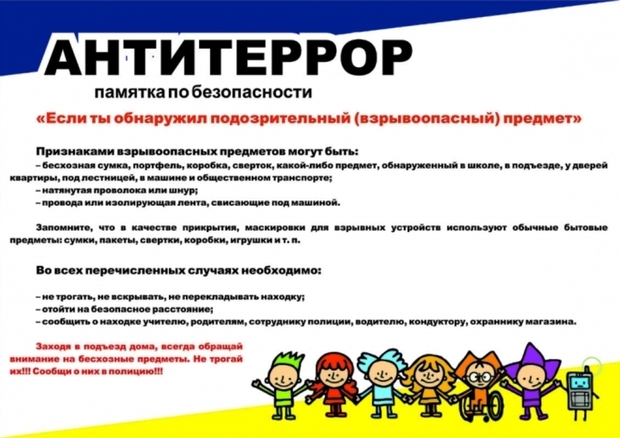 АНТИТЕРРОР
памятка по безопасности
«Если ты обнаружил подозрительный (взрывоопасный) предмет»
Признаками взрывоопасных предметов могут быть:
– бесхозная сумка, портфель, коробка, сверток, какой-либо предмет, обнаруженный в школе, в подъезде, у дверей
квартиры, под лестницей, в машине и общественном транспорте;
– натянутая проволока или шнур;
– провода или изолирующая лента, свисающие под машиной.
Запомните, что в качестве прикрытия, маскировки для взрывных устройств используют обычные бытовые
предметы: сумки, пакеты, свертки, коробки, игрушки и т. п.
Во всех перечисленных случаях необходимо:
– не трогать, не вскрывать, не перекладывать находку;
– отойти на безопасное расстояние;
– сообщить о находке учителю, родителям, сотруднику полиции, водителю, кондуктору, охраннику магазина.
Заходя в подъезд дома, всегда обращай
внимание на бесхозные предметы. Не трогай
их!!! Сообщи о них в полицию!!!